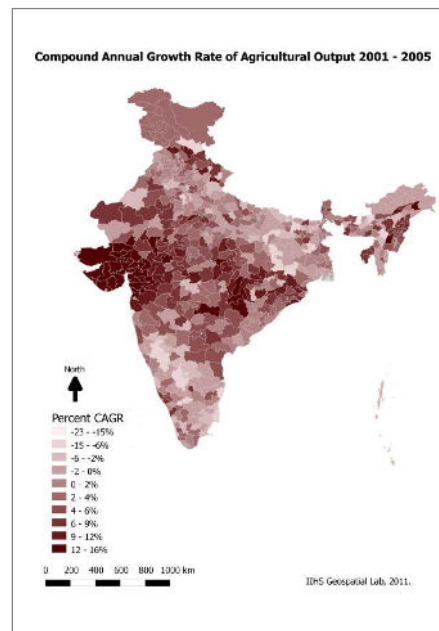 Compound Annual Growth Rate of Agricultural Output 2001 - 2005
North
Percent CAGR
-23 - -15%
-15 - -6%
-6 - -2%
-2 - 0%
0 - 2%
2 - 4%
4 - 6%
6 - 9%
9 - 12%
12 - 16%
0 200 400 600 800 1000 km
IIHS Geospatial Lab, 2011.